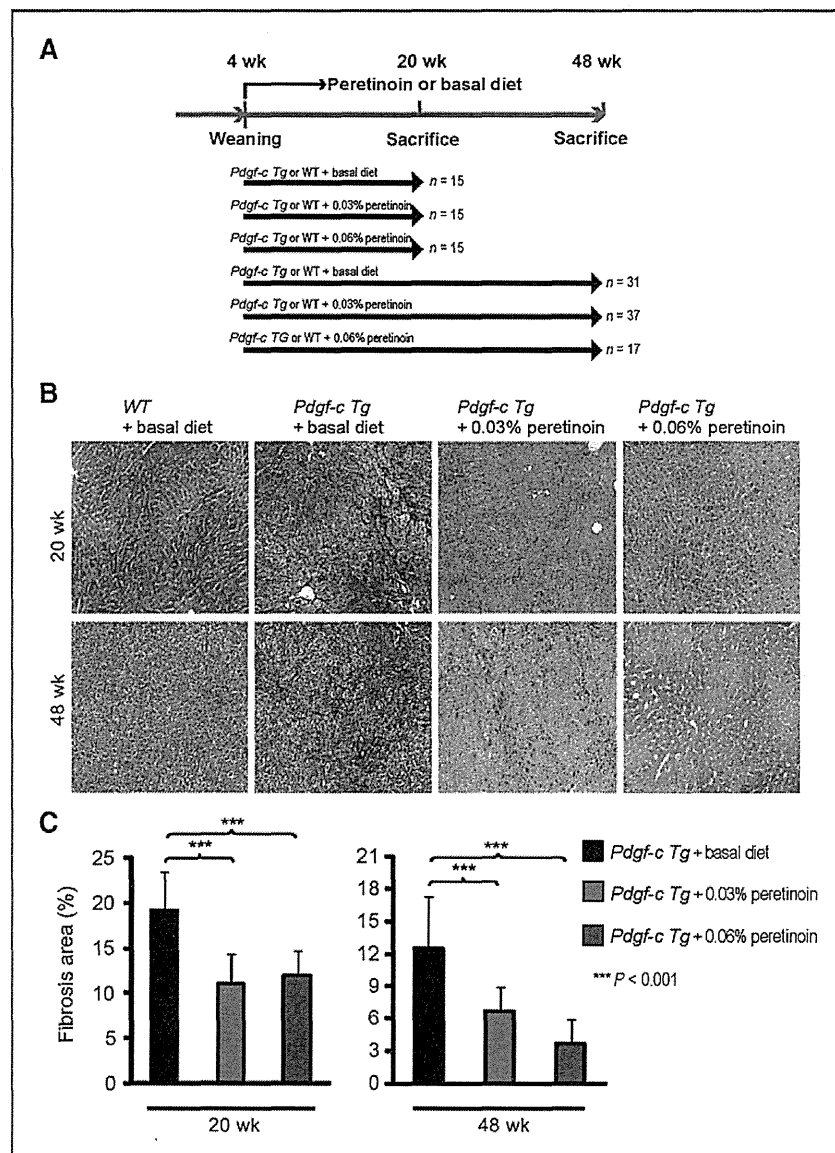 A
4 wk 20 wk 48 wk
Peretinoin or basal diet
Weaning Sacrifice Sacrifice
Pdgf-c Tg or WT + basal diet n = 15
Pdgf-c Tg or WT + 0.03% peretinoin n = 15
Pdgf-c Tg or WT + 0.06% peretinoin n = 15
Pdgf-c Tg or WT + basal diet n = 31
Pdgf-c Tg or WT + 0.03% peretinoin n = 37
Pdgf-c TG or WT + 0.06% peretinoin n = 17
B
WT Pdgf-c Tg Pdgf-c Tg Pdgf-c Tg
+ basal diet + basal diet + 0.03% peretinoin + 0.06% peretinoin
20 wk
48 wk
C
Fibrosis area (%)
25
20
15
10
5
0
***
***
20 wk
21
18
15
12
9
6
3
0
***
***
48 wk
Pdgf-c Tg + basal diet
Pdgf-c Tg + 0.03% peretinoin
Pdgf-c Tg + 0.06% peretinoin
*** P < 0.001